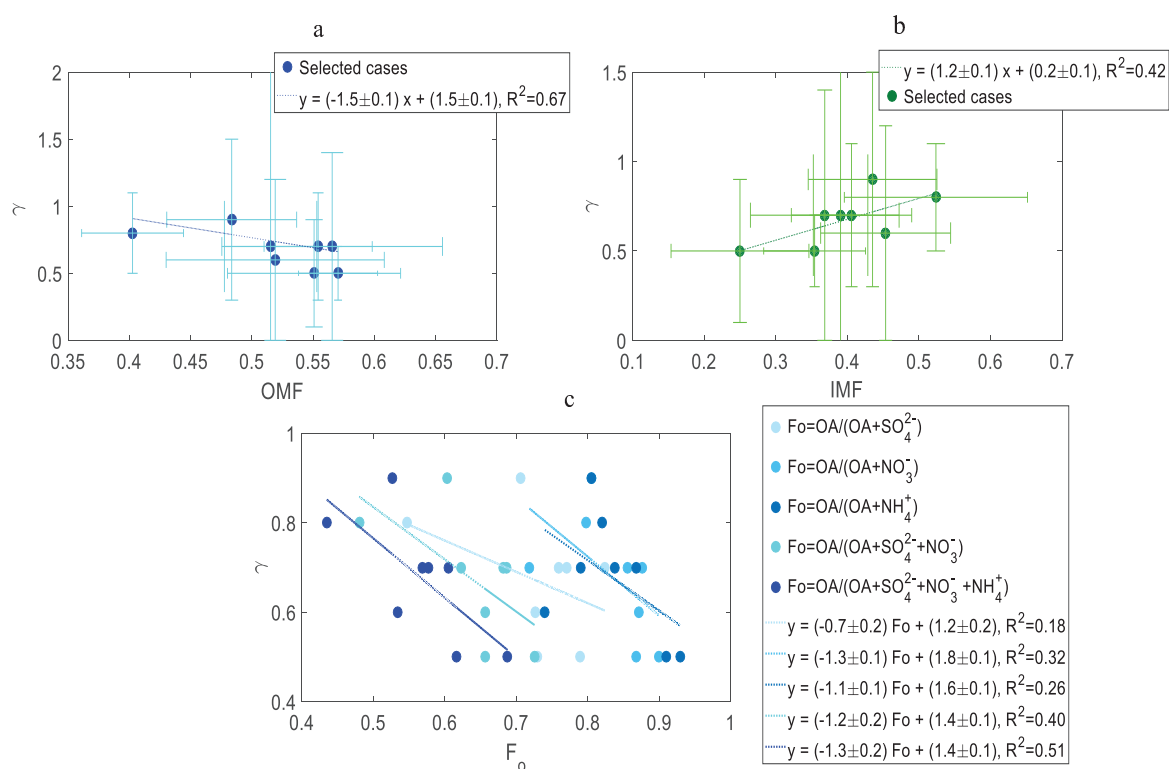 a
Selected cases
y = (-1.5±0.1) x + (1.5±0.1), R²=0.67
2
1.5
1
0.5
0
γ
0.35 0.4 0.45 0.5 0.55 0.6 0.65 0.7
OMF
b
y = (1.2±0.1) x + (0.2±0.1), R²=0.42
Selected cases
1.5
1
0.5
0
γ
0.1 0.2 0.3 0.4 0.5 0.6 0.7
IMF
c
1
0.8
0.6
0.4
γ
0.4 0.5 0.6 0.7 0.8 0.9 1
Fₒ
Fo=OA/(OA+SO₄²⁻)
Fo=OA/(OA+NO₃⁻)
Fo=OA/(OA+NH₄⁺)
Fo=OA/(OA+SO₄²⁻+NO₃⁻)
Fo=OA/(OA+SO₄²⁻+NO₃⁻ +NH₄⁺)
y = (-0.7±0.2) Fo + (1.2±0.2), R²=0.18
y = (-1.3±0.1) Fo + (1.8±0.1), R²=0.32
y = (-1.1±0.1) Fo + (1.6±0.1), R²=0.26
y = (-1.2±0.2) Fo + (1.4±0.1), R²=0.40
y = (-1.3±0.2) Fo + (1.4±0.1), R²=0.51